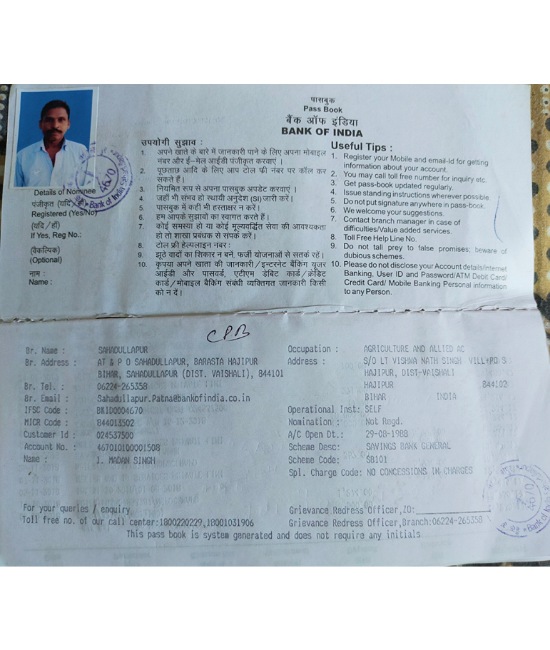 पासबुक
Pass Book
बैंक ऑफ इंडिया
BANK OF INDIA
उपयोगी सुझाव :
1. अपने खाते के बारे में जानकारी पाने के लिए अपना मोबाइल नंबर और ई-मेल आईडी पंजीकृत करवाएं ।
2. पूछताछ आदि के लिए आप टोल फ्री नंबर पर कॉल कर सकते हैं।
3. नियमित रूप से अपना पासबुक अपडेट करवाएं ।
4. जहाँ भी संभव हो स्थायी अनुदेश (SI) जारी करें।
5. पासबुक में कहीं भी हस्ताक्षर न करें।
6. हम आपके सुझावों का स्वागत करते हैं।
7. कोई समस्या हो या कोई मूल्यवर्द्धित सेवा की आवश्यकता हो तो शाखा प्रबंधक से संपर्क करें।
8. टोल फ्री हेल्पलाइन नंबर :
9. झूठे वादों का शिकार न बनें, फर्जी योजनाओं से सतर्क रहें।
10. कृपया अपने खाते की जानकारी/इन्टरनेट बैंकिंग यूजर आईडी और पासवर्ड, एटीएम डेबिट कार्ड/क्रेडिट कार्ड/मोबाइल बैंकिंग संबंधी व्यक्तिगत जानकारी किसी को न दें।
Useful Tips :
1. Register your Mobile and email-Id for getting information about your account.
2. You may call toll free number for inquiry etc.
3. Get pass-book updated regularly.
4. Issue standing instructions wherever possible
5. Do not put signature anywhere in pass-book.
6. We welcome your suggestions.
7. Contact branch manager in case of difficulties/Value added services.
8. Toll Free Help Line No.
9. Do not fall prey to false promises; beware of dubious schemes.
10. Please do not disclose your Account details/Internet Banking, User ID and Password/ATM Debit Card/ Credit Card/ Mobile Banking Personal information to any Person.
Details of Nominee
पंजीकृत (यदि)
Registered (Yes/No)
(यदि /हाँ)
If Yes, Reg No.:
(वैकल्पिक)
(Optional)
नाम :
Name :
CPB
Br. Name : SAHADULLAPUR
Br. Address : AT & P O SAHADULLAPUR, BARASTA HAJIPUR
BIHAR, SAHADULLAPUR (DIST. VAISHALI), 844101
Br. Tel. : 06224-265358
Br. Email : Sahadullapur.Patna@bankofindia.co.in
IFSC Code : BKID0004670
MICR Code : 844013502
Customer Id : 024537500
Account No. : 467010100001508
Name : 1. MADAN SINGH
Occupation : AGRICULTURE AND ALLIED AC
Address : S/O LT VISHWA NATH SINGH VILL+PO S
HAJIPUR, DIST-VAISHALI
HAJIPUR 844102
BIHAR INDIA
Operational Inst: SELF
Nomination : Not Regd.
A/C Open Dt.: 29-08-1988
Scheme Desc: SAVINGS BANK GENERAL
Scheme Code: SB101
Spl. Charge Code: NO CONCESSIONS IN CHARGES
For your queries / enquiry
Toll free no. of our call center:1800220229,18001031906
Grievance Redress Officer,ZO:
Grievance Redress Officer,Branch:06224-265358
This pass book is system generated and does not require any initials